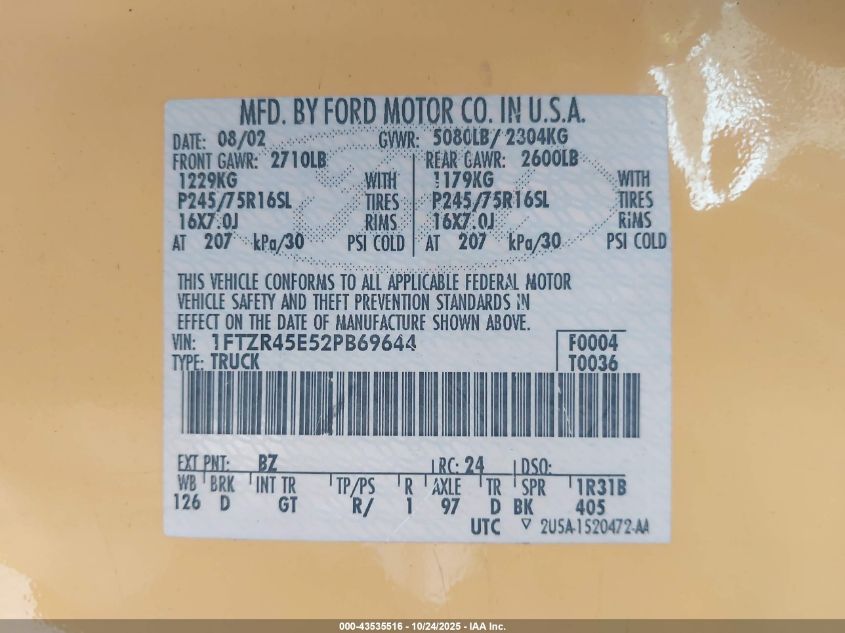 MFD. BY FORD MOTOR CO. IN U.S.A.
DATE: 08/02 GVWR: 5080LB/ 2304KG
FRONT GAWR: 2710LB REAR GAWR: 2600LB
1229KG WITH 1179KG WITH
P245/75R16SL TIRES P245/75R16SL TIRES
16X7.0J RIMS 16X7.0J RIMS
AT 207 kPa/30 PSI COLD AT 207 kPa/30 PSI COLD
THIS VEHICLE CONFORMS TO ALL APPLICABLE FEDERAL MOTOR
VEHICLE SAFETY AND THEFT PREVENTION STANDARDS IN
EFFECT ON THE DATE OF MANUFACTURE SHOWN ABOVE.
VIN: 1FTZR45E52PB69644 F0004
TYPE: TRUCK T0036
EXT PNT: BZ RC: 24 DSO:
WB BRK INT TR TP/PS R AXLE TR SPR 1R31B
126 D GT R/ 1 97 D BK 405
UTC ▽ 2U5A-1520472-AA
000-43535516 - 10/24/2025 - IAA Inc.